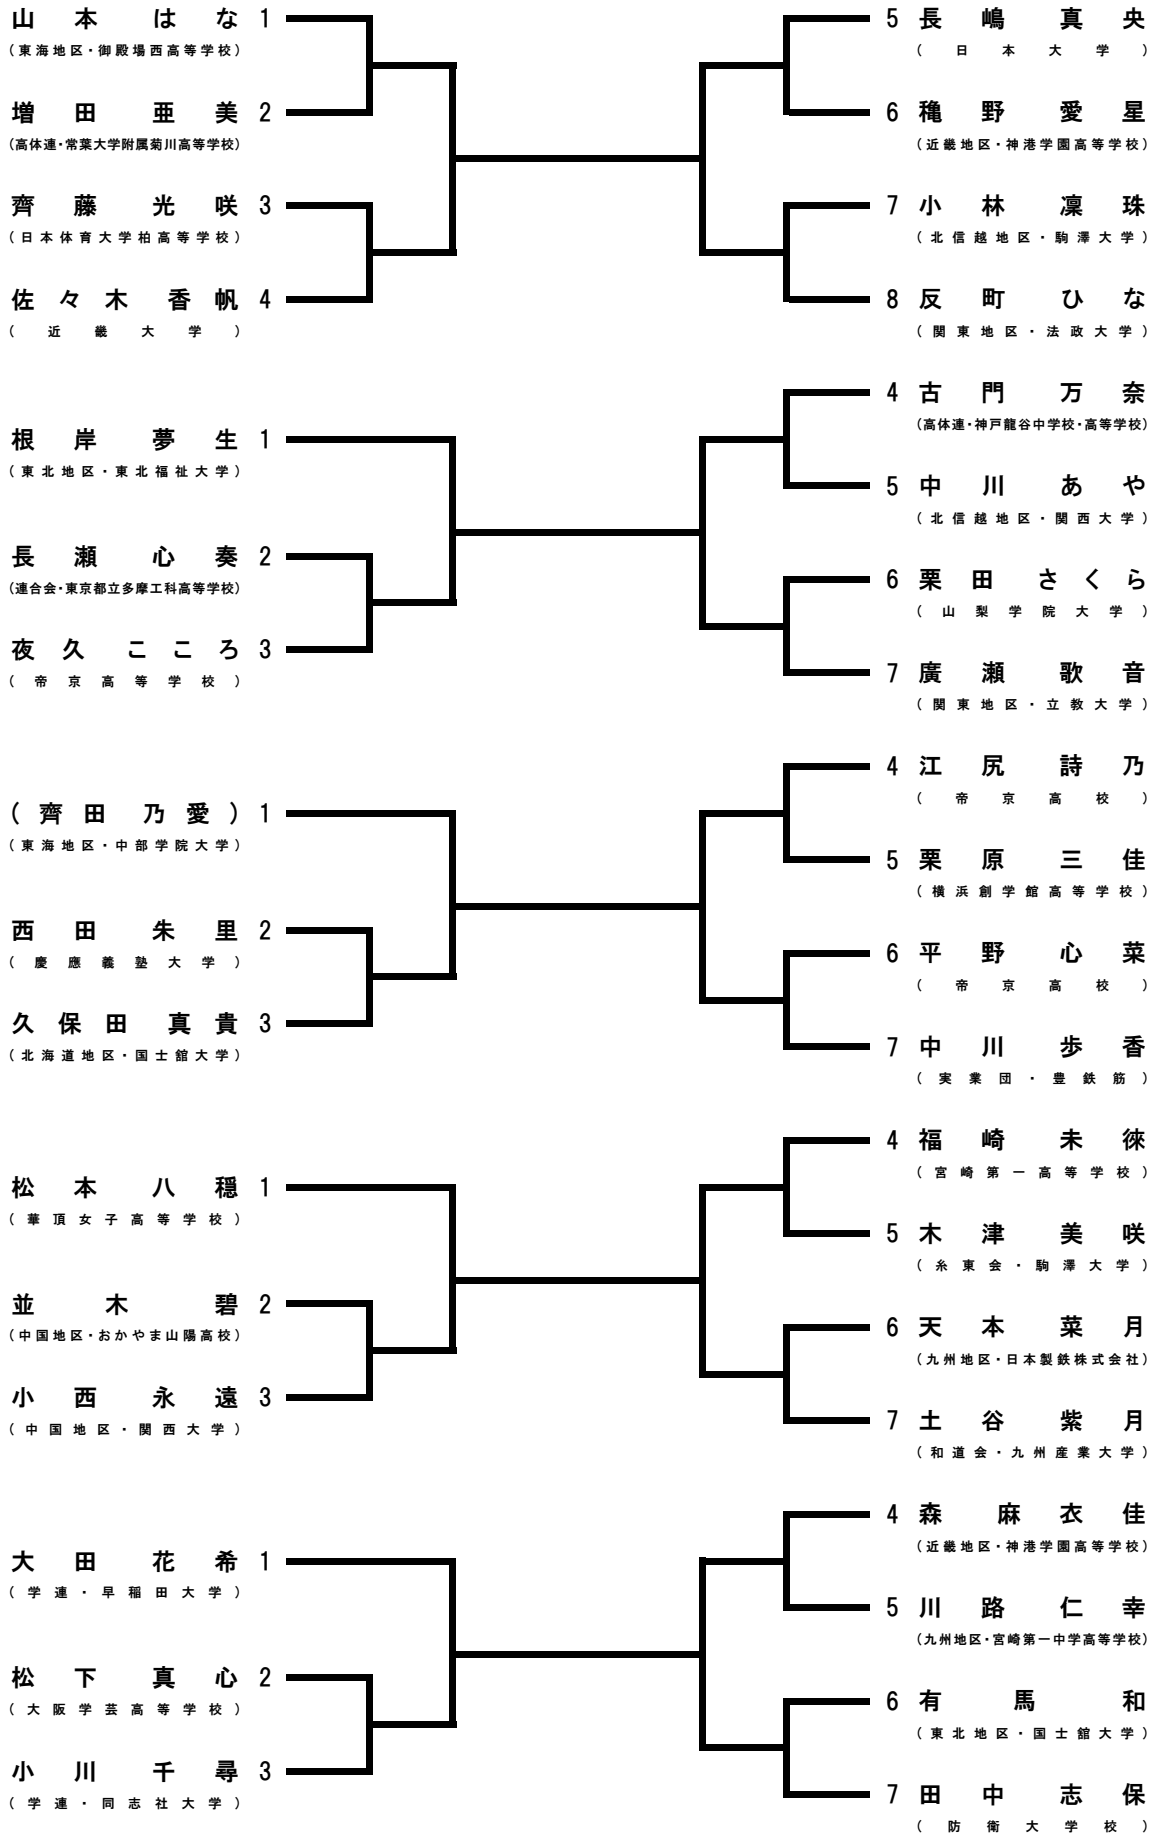 山本 はな 1
(東海地区・御殿場西高等学校)
増田 亜美 2
(高体連・常葉大学附属菊川高等学校)
齊藤 光咲 3
(日本体育大学柏高等学校)
佐々木 香帆 4
(近畿大学)
5 長嶋 真央
(日本大学)
6 穐野 愛星
(近畿地区・神港学園高等学校)
7 小林 凜珠
(北信越地区・駒澤大学)
8 反町 ひな
(関東地区・法政大学)
根岸 夢生 1
(東北地区・東北福祉大学)
長瀬 心奏 2
(連合会・東京都立多摩工科高等学校)
夜久 こころ 3
(帝京高等学校)
4 古門 万奈
(高体連・神戸龍谷中学校・高等学校)
5 中川 あや
(北信越地区・関西大学)
6 栗田 さくら
(山梨学院大学)
7 廣瀬 歌音
(関東地区・立教大学)
(齊田 乃愛) 1
(東海地区・中部学院大学)
西田 朱里 2
(慶應義塾大学)
久保田 真貴 3
(北海道地区・国士舘大学)
4 江尻 詩乃
(帝京高校)
5 栗原 三佳
(横浜創学館高等学校)
6 平野 心菜
(帝京高校)
7 中川 歩香
(実業団・豊鉄筋)
松本 八穏 1
(華頂女子高等学校)
並木 碧 2
(中国地区・おかやま山陽高校)
小西 永遠 3
(中国地区・関西大学)
4 福崎 未徠
(宮崎第一高等学校)
5 木津 美咲
(糸東会・駒澤大学)
6 天本 菜月
(九州地区・日本製鉄株式会社)
7 土谷 紫月
(和道会・九州産業大学)
大田 花希 1
(学連・早稲田大学)
松下 真心 2
(大阪学芸高等学校)
小川 千尋 3
(学連・同志社大学)
4 森 麻衣佳
(近畿地区・神港学園高等学校)
5 川路 仁幸
(九州地区・宮崎第一中学高等学校)
6 有馬 和
(東北地区・国士舘大学)
7 田中 志保
(防衛大学校)